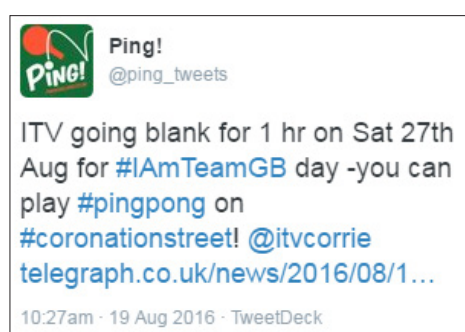 PiNG!
Ping!
@ping_tweets
ITV going blank for 1 hr on Sat 27th
Aug for #IAmTeamGB day -you can
play #pingpong on
#coronationstreet! @itvcorrie
telegraph.co.uk/news/2016/08/1…
10:27am · 19 Aug 2016 · TweetDeck